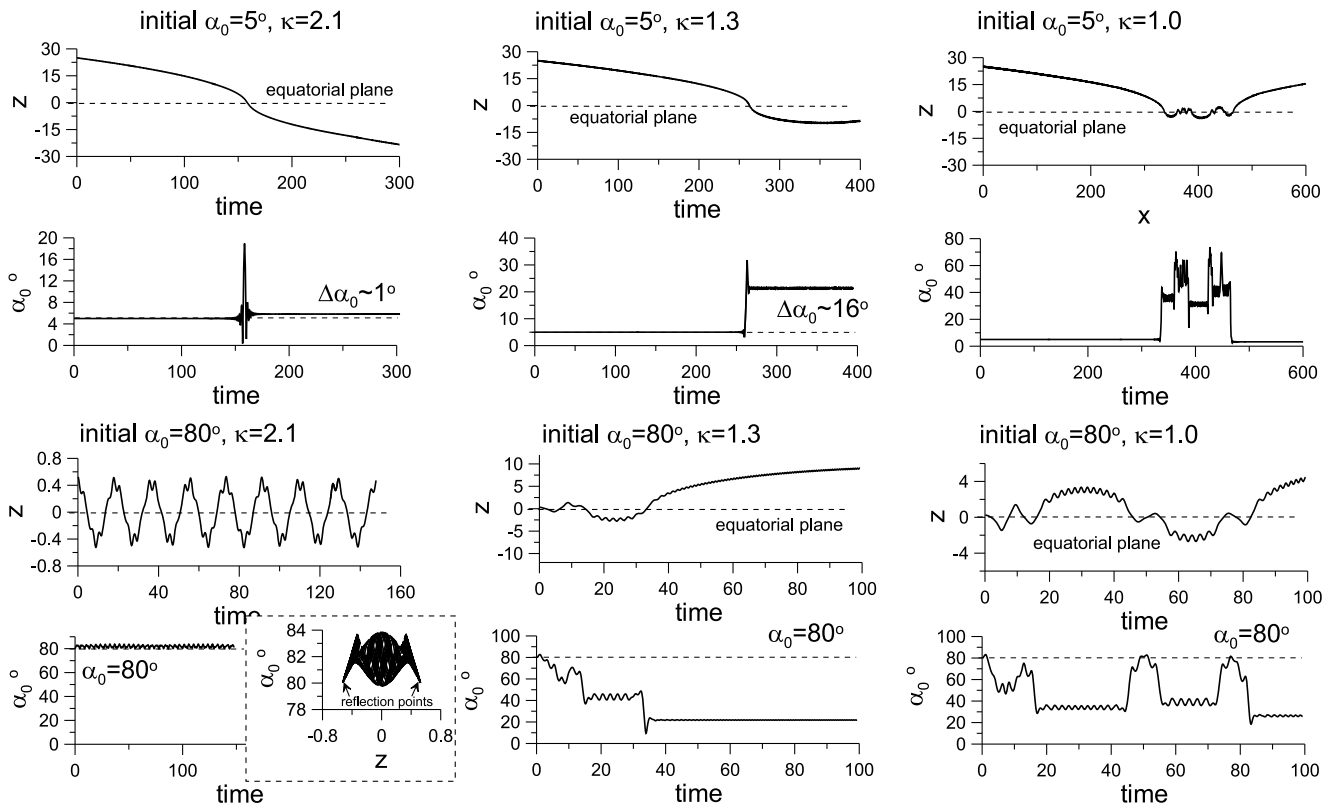 initial α₀=5°, κ=2.1
30
15
0
-15
-30
z
equatorial plane
0 100 200 300
time
initial α₀=5°, κ=1.3
30
15
0
-15
-30
z
equatorial plane
0 100 200 300 400
time
initial α₀=5°, κ=1.0
30
15
0
-15
-30
z
equatorial plane
0 200 400 600
x
20
16
12
8
4
0
α₀°
Δα₀~1°
0 100 200 300
time
40
30
20
10
0
α₀°
Δα₀~16°
0 100 200 300 400
time
80
60
40
20
0
α₀°
0 200 400 600
time
initial α₀=80°, κ=2.1
0.8
0.4
0
-0.4
-0.8
z
0 40 80 120 160
time
initial α₀=80°, κ=1.3
10
5
0
-5
-10
z
equatorial plane
0 20 40 60 80 100
time
initial α₀=80°, κ=1.0
4
0
-4
z
equatorial plane
0 20 40 60 80 100
time
80
60
40
20
0
α₀°
α₀=80°
0 100
time
84
82
80
78
α₀°
reflection points
-0.8 -0.4 0 0.4 0.8
z
100
80
60
40
20
0
α₀°
α₀=80°
0 20 40 60 80 100
time
100
80
60
40
20
0
α₀°
α₀=80°
0 20 40 60 80 100
time